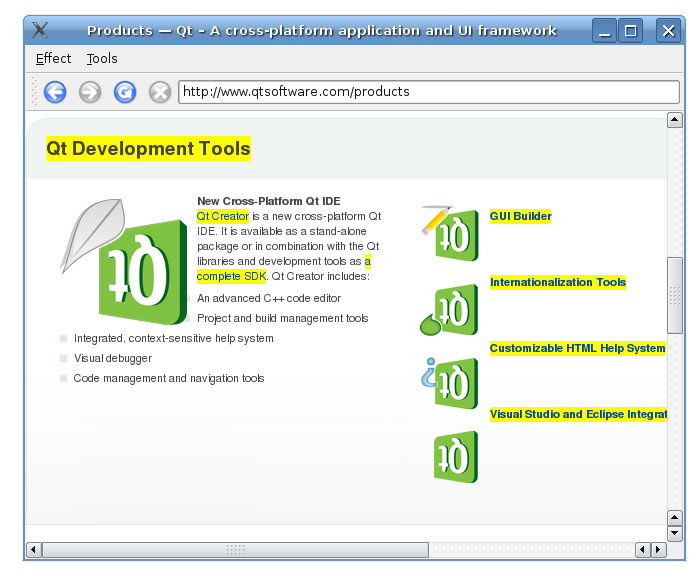 Products — Qt - A cross-platform application and UI framework
Effect Tools
http://www.qtsoftware.com/products
Qt Development Tools
New Cross-Platform Qt IDE
Qt Creator is a new cross-platform Qt
IDE. It is available as a stand-alone
package or in combination with the Qt
libraries and development tools as a
complete SDK. Qt Creator includes:
An advanced C++ code editor
Project and build management tools
Integrated, context-sensitive help system
Visual debugger
Code management and navigation tools
GUI Builder
Internationalization Tools
Customizable HTML Help System
Visual Studio and Eclipse Integrat